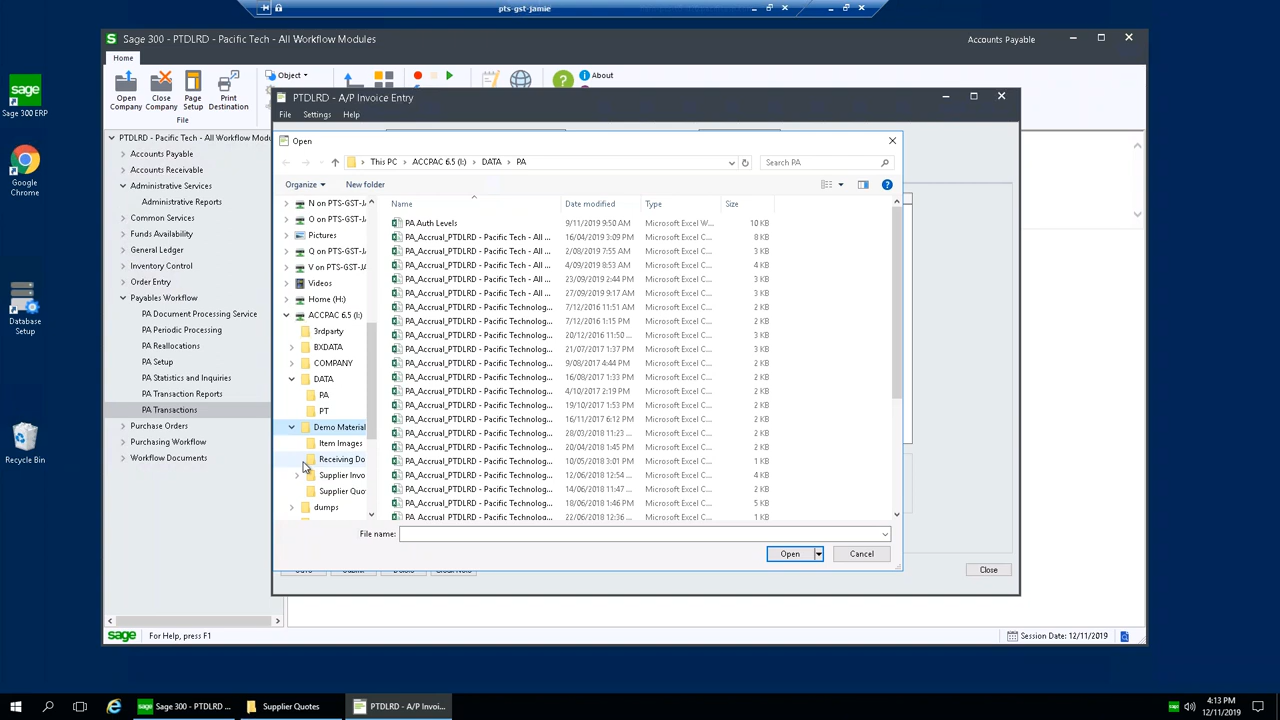 pts-gst-jamie
Sage 300 - PTDLRD - Pacific Tech - All Workflow Modules
Accounts Payable
Home
Open Company
Close Company
Page Setup
Print Destination
File
Object
About
PTDLRD - Pacific Tech - All Workflow Modu
Accounts Payable
Accounts Receivable
Administrative Services
Administrative Reports
Common Services
Funds Availability
General Ledger
Inventory Control
Order Entry
Payables Workflow
PA Document Processing Service
PA Periodic Processing
PA Reallocations
PA Setup
PA Statistics and Inquiries
PA Transaction Reports
PA Transactions
Purchase Orders
Purchasing Workflow
Workflow Documents
PTDLRD - A/P Invoice Entry
File Settings Help
Open
This PC > ACCPAC 6.5 (I:) > DATA > PA
Search PA
Organize New folder
N on PTS-GST-J
O on PTS-GST-J
Pictures
Q on PTS-GST-J
V on PTS-GST-J
Videos
Home (H:)
ACCPAC 6.5 (I:)
3rdparty
BXDATA
COMPANY
DATA
PA
PT
Demo Material
Item Images
Receiving Do
Supplier Invo
Supplier Quo
dumps
Name Date modified Type Size
PA Auth Levels 9/11/2019 9:50 AM Microsoft Excel W... 10 KB
PA_Accrual_PTDLRD - Pacific Tech - All ... 16/04/2019 3:09 PM Microsoft Excel C... 8 KB
PA_Accrual_PTDLRD - Pacific Tech - All ... 2/08/2019 7:55 AM Microsoft Excel C... 3 KB
PA_Accrual_PTDLRD - Pacific Tech - All ... 4/09/2019 8:53 AM Microsoft Excel C... 4 KB
PA_Accrual_PTDLRD - Pacific Tech - All ... 23/09/2019 2:44 PM Microsoft Excel C... 3 KB
PA_Accrual_PTDLRD - Pacific Tech - All ... 27/09/2019 9:17 AM Microsoft Excel C... 3 KB
PA_Accrual_PTDLRD - Pacific Technolog... 7/12/2016 11:51 AM Microsoft Excel C... 2 KB
PA_Accrual_PTDLRD - Pacific Technolog... 7/12/2016 1:15 PM Microsoft Excel C... 2 KB
PA_Accrual_PTDLRD - Pacific Technolog... 20/12/2016 11:50 ... Microsoft Excel C... 2 KB
PA_Accrual_PTDLRD - Pacific Technolog... 21/07/2017 1:37 PM Microsoft Excel C... 3 KB
PA_Accrual_PTDLRD - Pacific Technolog... 9/08/2017 4:44 PM Microsoft Excel C... 2 KB
PA_Accrual_PTDLRD - Pacific Technolog... 16/08/2017 1:33 PM Microsoft Excel C... 2 KB
PA_Accrual_PTDLRD - Pacific Technolog... 4/10/2017 2:19 PM Microsoft Excel C... 2 KB
PA_Accrual_PTDLRD - Pacific Technolog... 19/10/2017 1:53 PM Microsoft Excel C... 2 KB
PA_Accrual_PTDLRD - Pacific Technolog... 16/11/2017 6:12 PM Microsoft Excel C... 2 KB
PA_Accrual_PTDLRD - Pacific Technolog... 28/03/2018 11:23 ... Microsoft Excel C... 2 KB
PA_Accrual_PTDLRD - Pacific Technolog... 20/04/2018 1:45 PM Microsoft Excel C... 2 KB
PA_Accrual_PTDLRD - Pacific Technolog... 10/05/2018 3:01 PM Microsoft Excel C... 1 KB
PA_Accrual_PTDLRD - Pacific Technolog... 12/06/2018 12:54 ... Microsoft Excel C... 4 KB
PA_Accrual_PTDLRD - Pacific Technolog... 14/06/2018 11:47 ... Microsoft Excel C... 2 KB
PA_Accrual_PTDLRD - Pacific Technolog... 18/06/2018 1:46 PM Microsoft Excel C... 2 KB
PA_Accrual_PTDLRD - Pacific Technolog... 22/06/2018 12:36 ... Microsoft Excel C... 1 KB
File name:
Open Cancel
Close
sage For Help, press F1
Session Date: 12/11/2019
sage
Sage 300 ERP
Google Chrome
Database Setup
Recycle Bin
Sage 300 - PTDLRD ...
Supplier Quotes
PTDLRD - A/P Invoi...
4:13 PM
12/11/2019